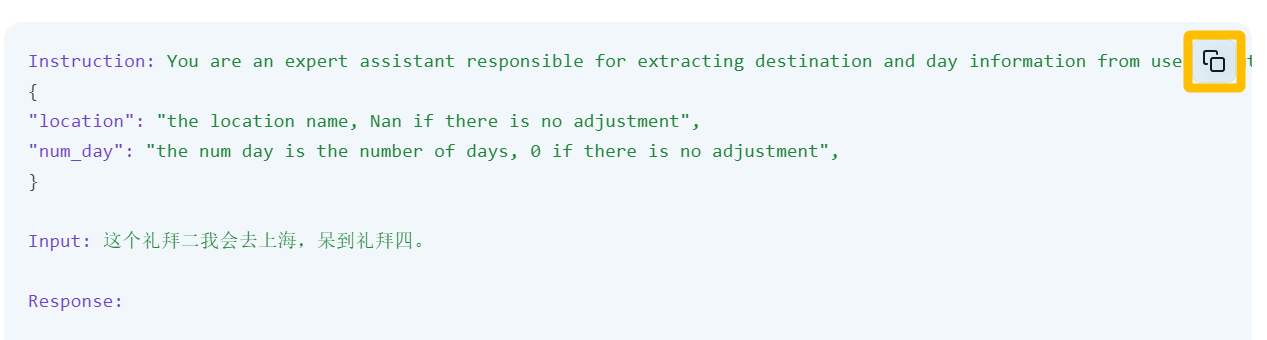 Instruction: You are an expert assistant responsible for extracting destination and day information from
{
"location": "the location name, Nan if there is no adjustment",
"num_day": "the num day is the number of days, 0 if there is no adjustment",
}
Input: 这个礼拜二我会去上海，呆到礼拜四。
Response: